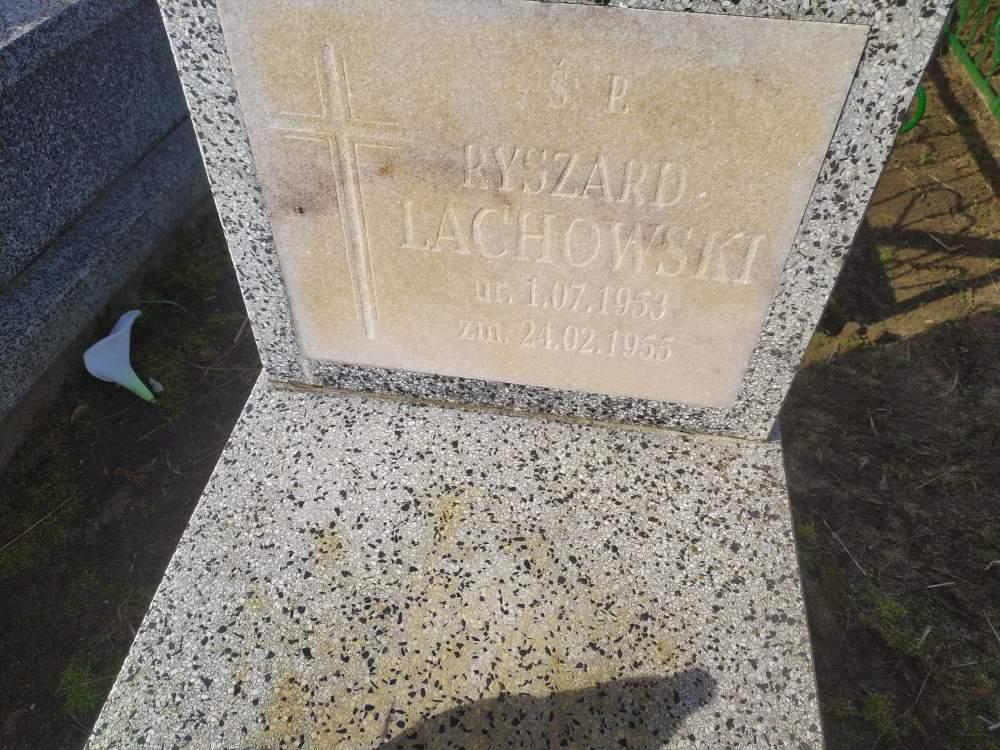 Ś. P.
RYSZARD
LACHOWSKI
ur. 1.07.1953
zm. 24.02.1955